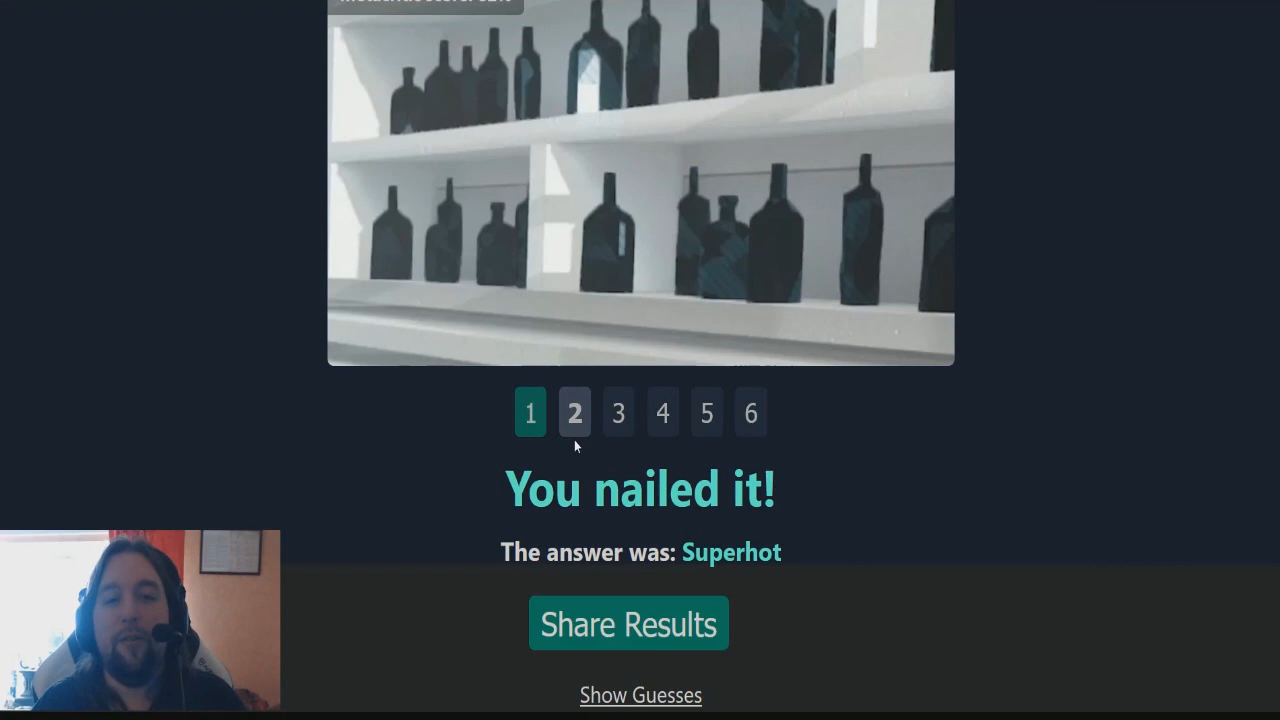 1 2 3 4 5 6
You nailed it!
The answer was: Superhot
Share Results
Show Guesses